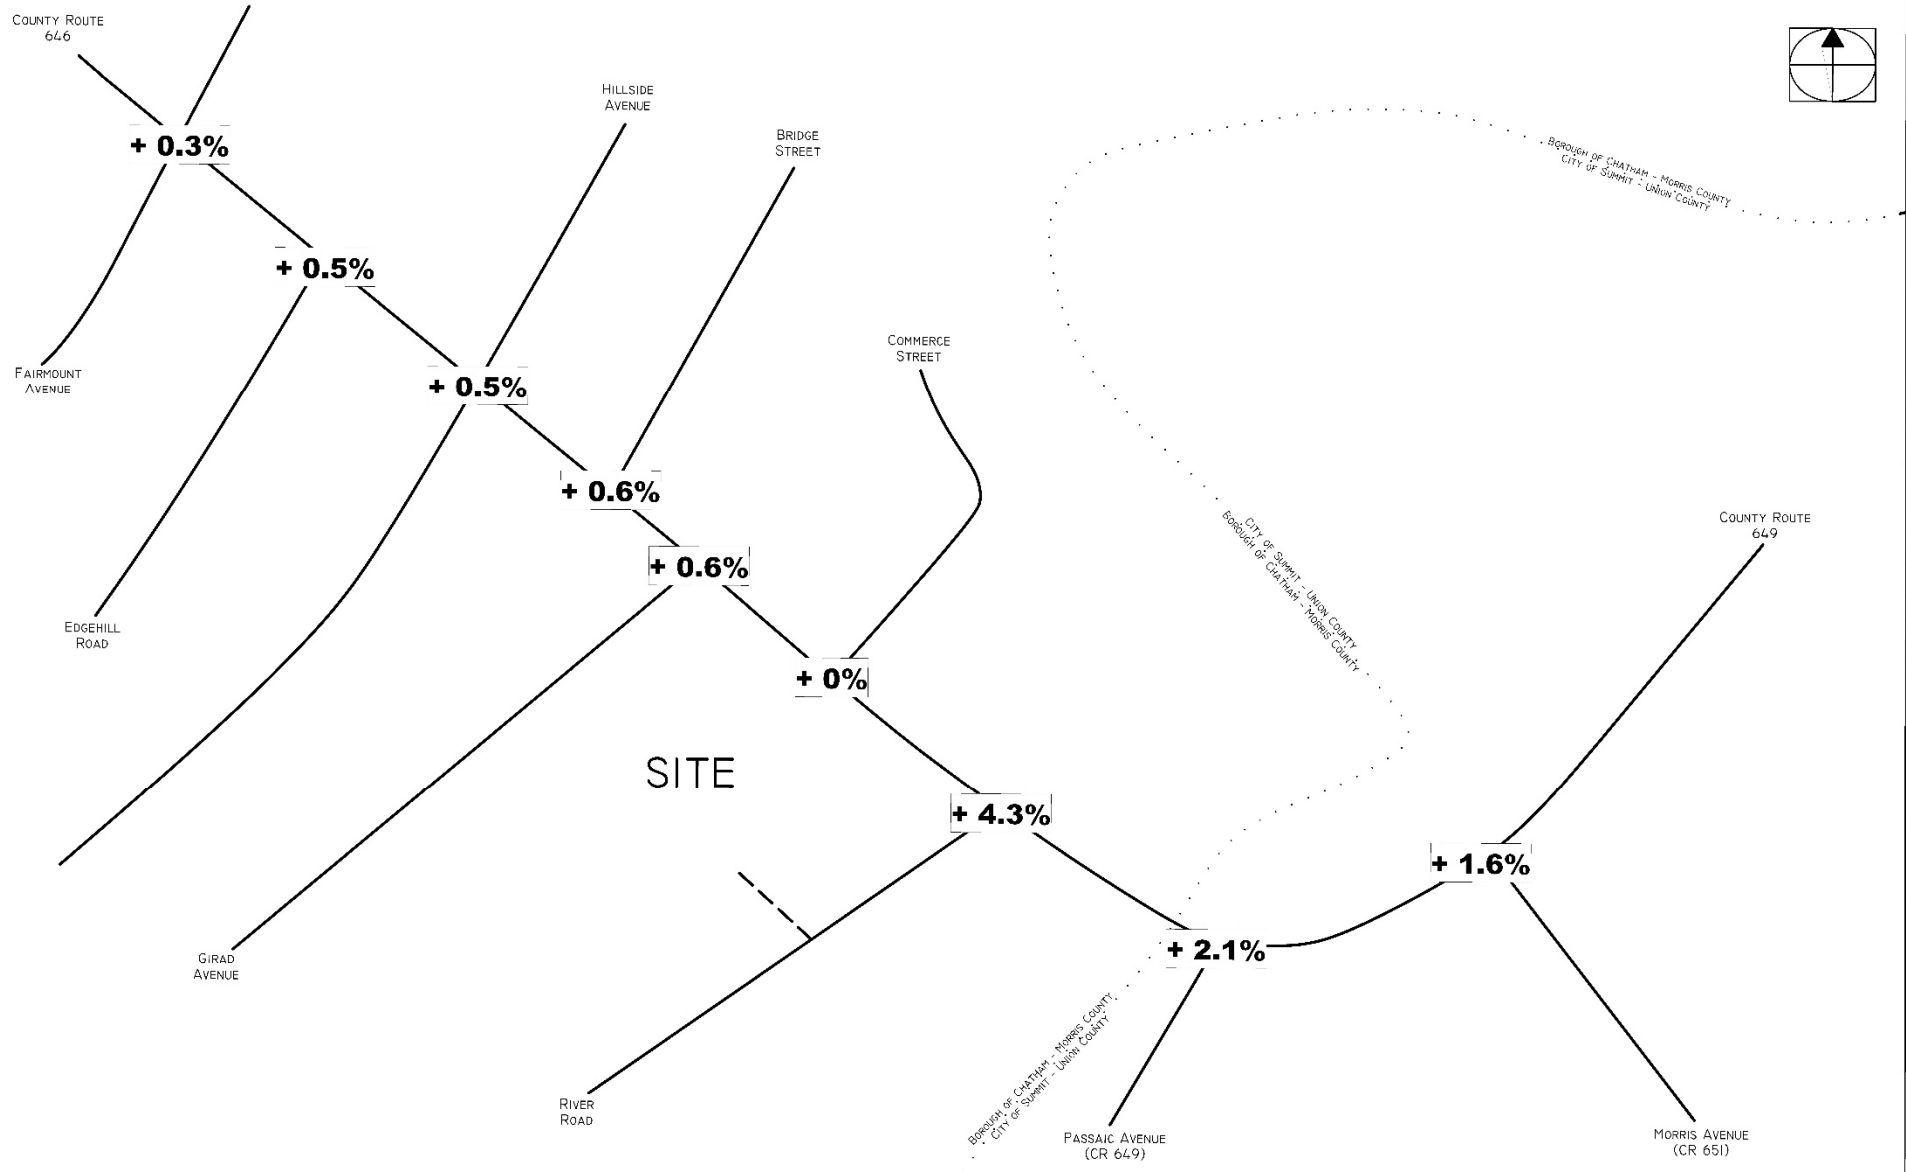 COUNTY ROUTE
646
+ 0.3%
HILLSIDE
AVENUE
BRIDGE
STREET
BOROUGH OF CHATHAM - MORRIS COUNTY
CITY OF SUMMIT - UNION COUNTY
+ 0.5%
COMMERCE
STREET
FAIRMOUNT
AVENUE
+ 0.5%
+ 0.6%
CITY OF SUMMIT - UNION COUNTY
BOROUGH OF CHATHAM - MORRIS COUNTY
COUNTY ROUTE
649
+ 0.6%
EDGEHILL
ROAD
+ 0%
SITE
+ 4.3%
+ 1.6%
+ 2.1%
GIRAD
AVENUE
BOROUGH OF CHATHAM - MORRIS COUNTY
CITY OF SUMMIT - UNION COUNTY
RIVER
ROAD
PASSAIC AVENUE
(CR 649)
MORRIS AVENUE
(CR 651)